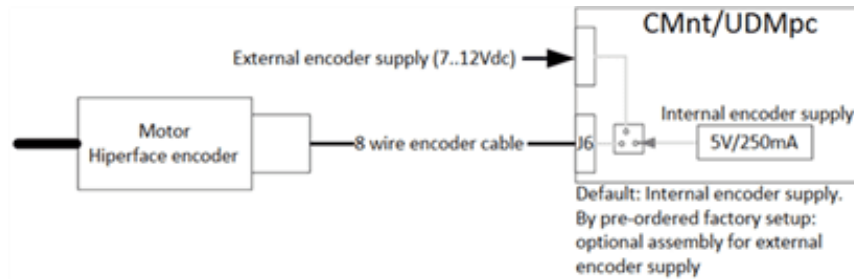 CMnt/UDMpc
External encoder supply (7..12Vdc)
Internal encoder supply
Motor
Hiperface encoder
8 wire encoder cable
J6
5V/250mA
Default: Internal encoder supply.
By pre-ordered factory setup:
optional assembly for external
encoder supply